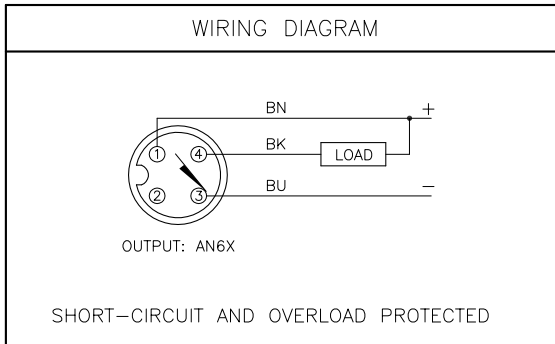 WIRING DIAGRAM
BN
+
BK
1
4
LOAD
BU
2
3
−
OUTPUT: AN6X
SHORT−CIRCUIT AND OVERLOAD PROTECTED